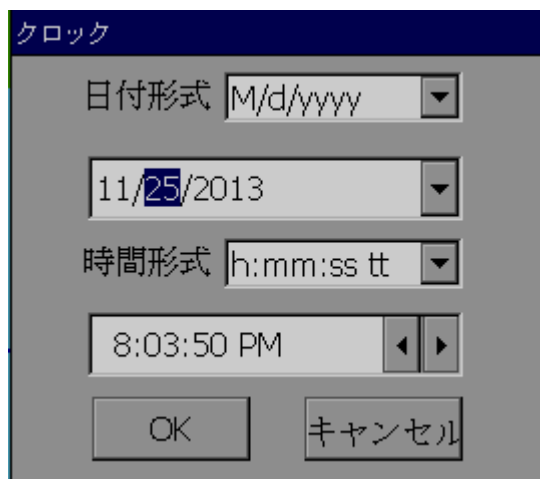 クロック
日付形式 M/d/yyyy
11/25/2013
時間形式 h:mm:ss tt
8:03:50 PM
OK キャンセル